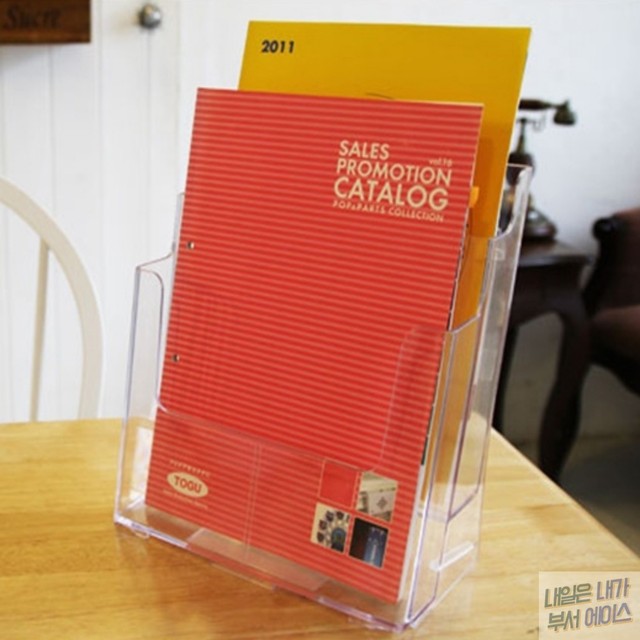 Sucre
2011
SALES
PROMOTION vol.16
CATALOG
POP&PARTS COLLECTION
TOGU
내일은 내가
부서 에이스